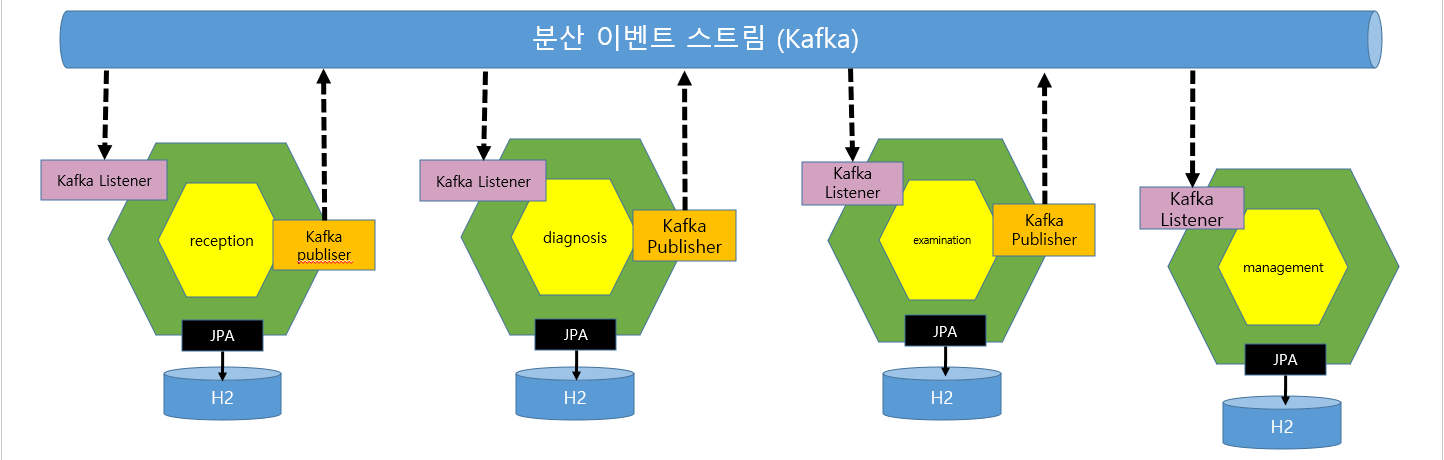 분산 이벤트 스트림 (Kafka)
Kafka Listener
reception
Kafka
publiser
JPA
H2
Kafka Listener
diagnosis
Kafka
Publisher
JPA
H2
Kafka
Listener
examination
Kafka
Publisher
JPA
H2
Kafka
Listener
management
JPA
H2